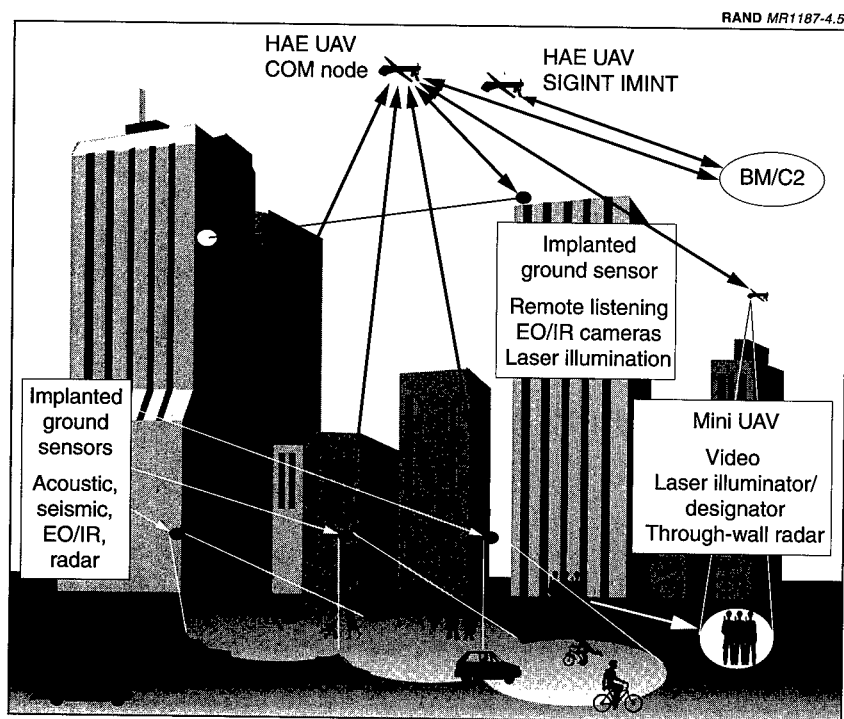 RAND MR1187-4.5
HAE UAV
COM node
HAE UAV
SIGINT IMINT
BM/C2
Implanted
ground sensor
Remote listening
EO/IR cameras
Laser illumination
Implanted
ground
sensors
Acoustic,
seismic,
EO/IR,
radar
Mini UAV
Video
Laser illuminator/
designator
Through-wall radar